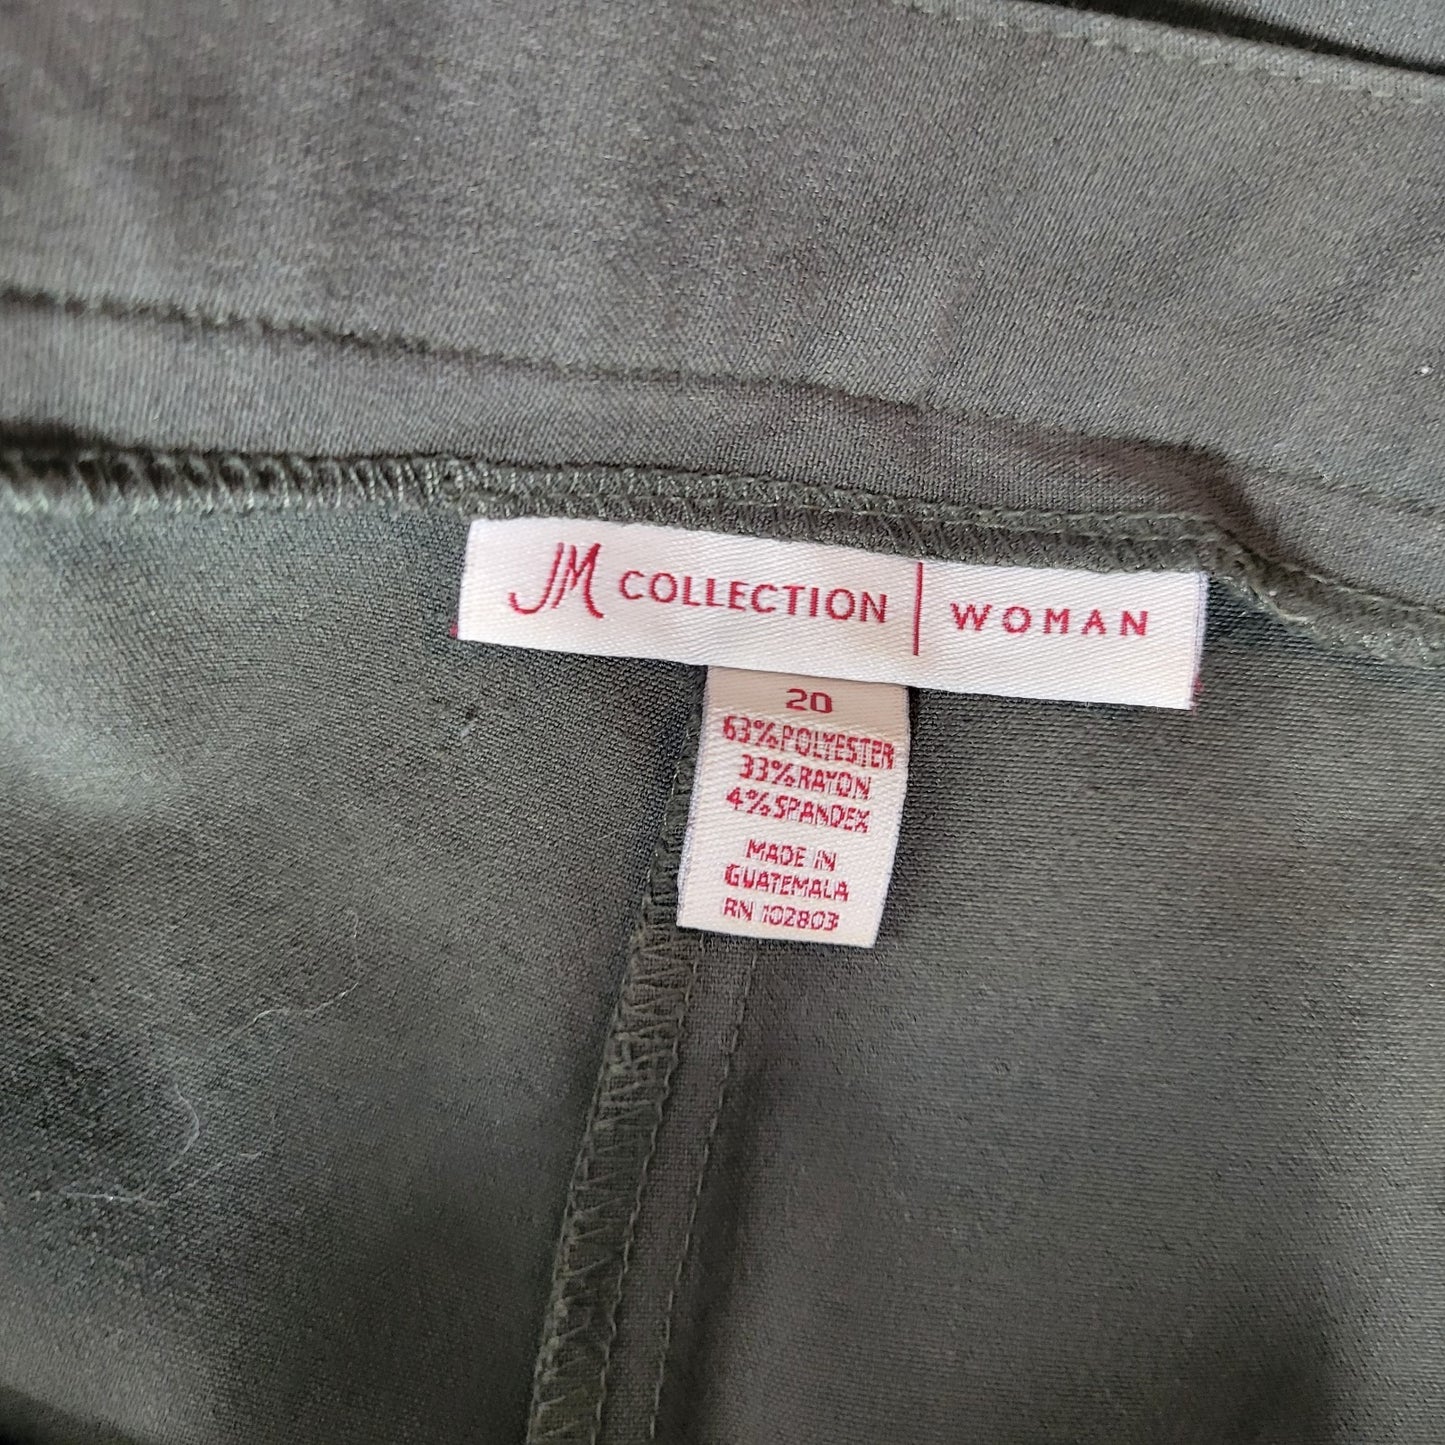 JM COLLECTION | WOMAN
20
63% POLYESTER
33% RAYON
4% SPANDEX
MADE IN
GUATEMALA
RN 102803